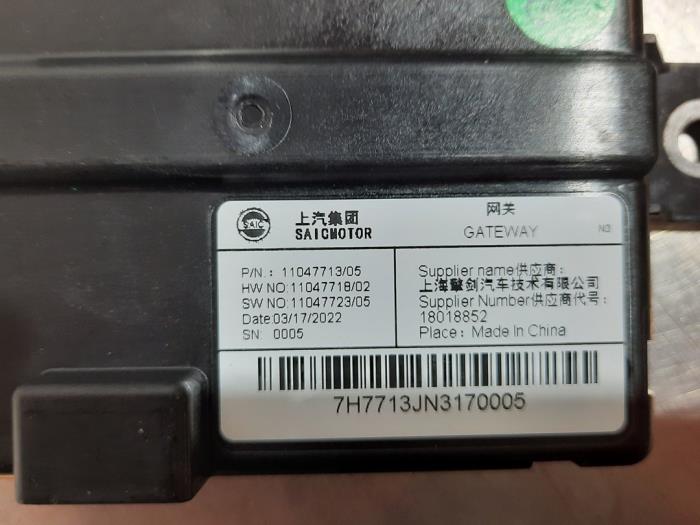 SAIC
上汽集团
SAICMOTOR
网关
GATEWAY
P/N.: 11047713/05
HW NO:11047718/02
SW NO:11047723/05
Date:03/17/2022
SN: 0005
Supplier name供应商:
上海擎剑汽车技术有限公司
Supplier Number供应商代号:
18018852
Place: Made In China
7H7713JN3170005